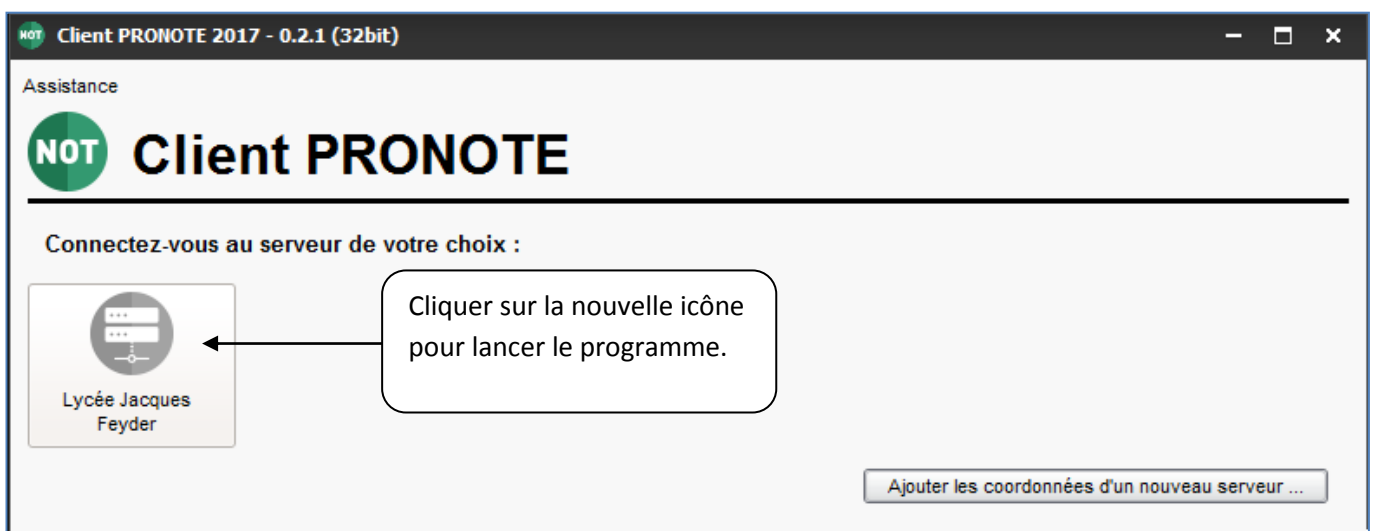 NOT Client PRONOTE 2017 - 0.2.1 (32bit)
Assistance
NOT Client PRONOTE
Connectez-vous au serveur de votre choix :
Cliquer sur la nouvelle icône
pour lancer le programme.
Lycée Jacques
Feyder
Ajouter les coordonnées d'un nouveau serveur ...